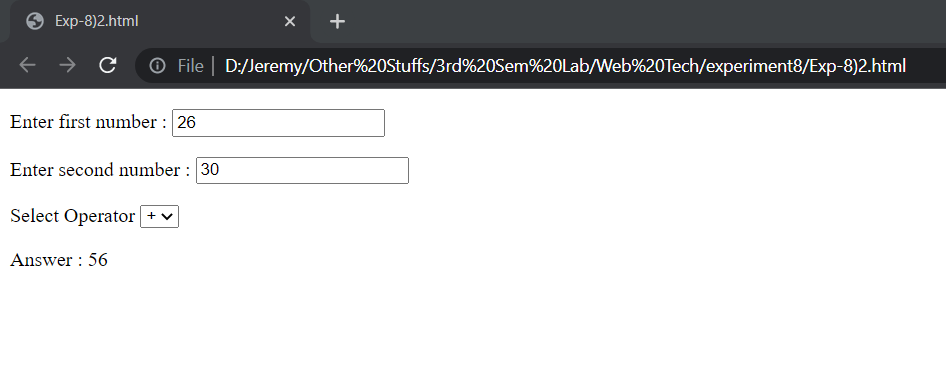 Exp-8)2.html
File | D:/Jeremy/Other%20Stuffs/3rd%20Sem%20Lab/Web%20Tech/experiment8/Exp-8)2.html
Enter first number : 26
Enter second number : 30
Select Operator +
Answer : 56